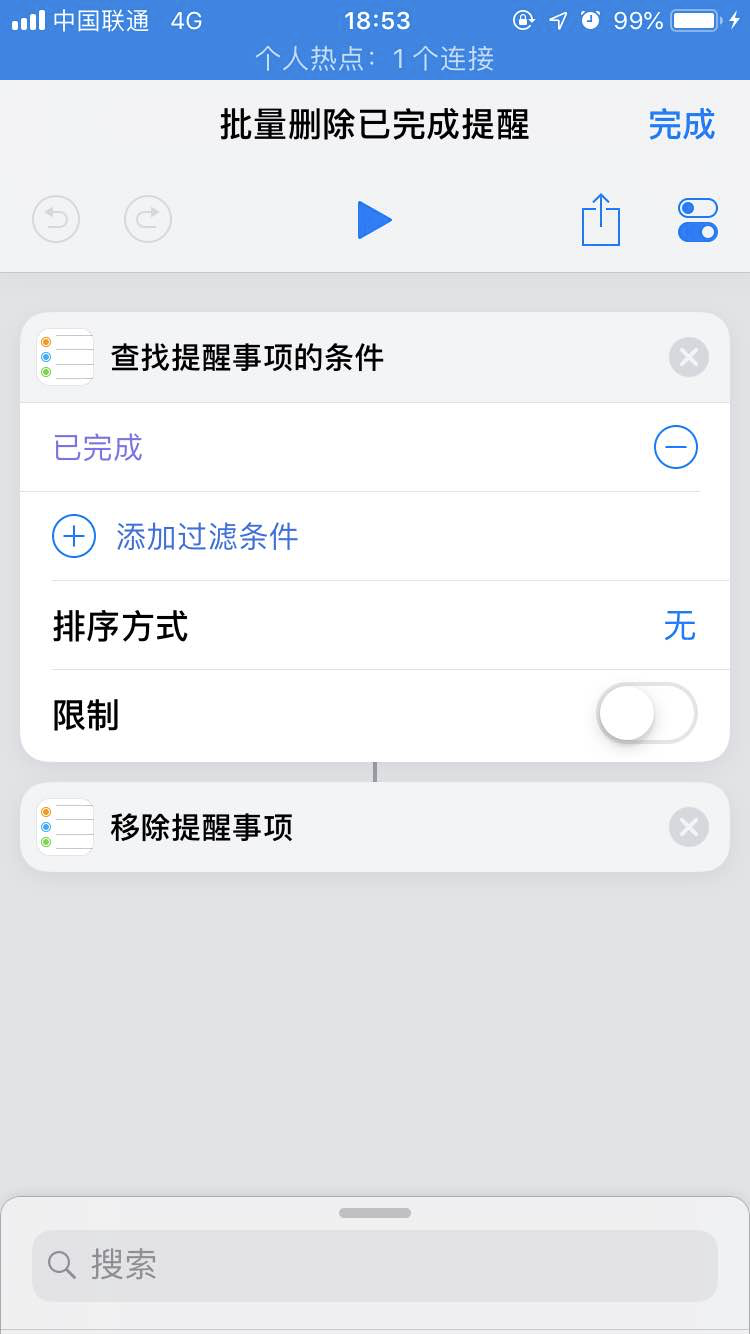 中国联通 4G 18:53 99%
个人热点：1 个连接
批量删除已完成提醒 完成
查找提醒事项的条件
已完成
添加过滤条件
排序方式 无
限制
移除提醒事项
搜索